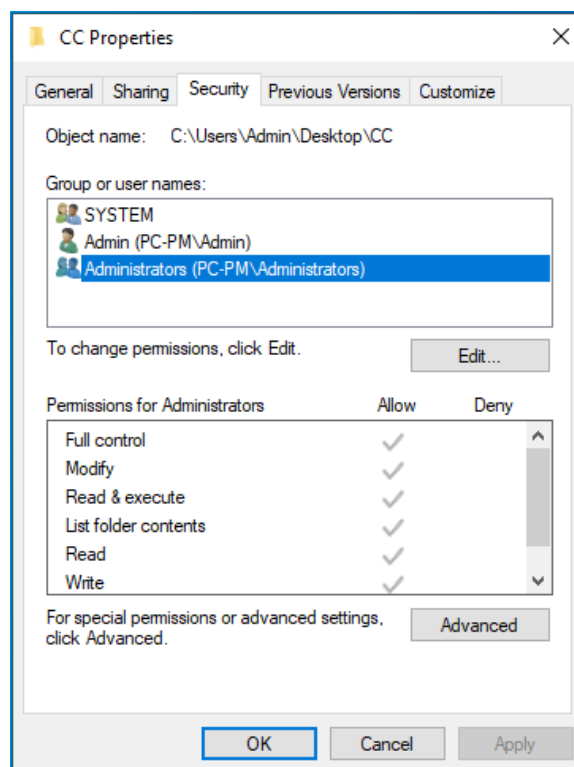 CC Properties
General Sharing Security Previous Versions Customize
Object name: C:\Users\Admin\Desktop\CC
Group or user names:
SYSTEM
Admin (PC-PM\Admin)
Administrators (PC-PM\Administrators)
To change permissions, click Edit.
Edit...
Permissions for Administrators Allow Deny
Full control
Modify
Read & execute
List folder contents
Read
Write
For special permissions or advanced settings,
click Advanced.
Advanced
OK Cancel Apply